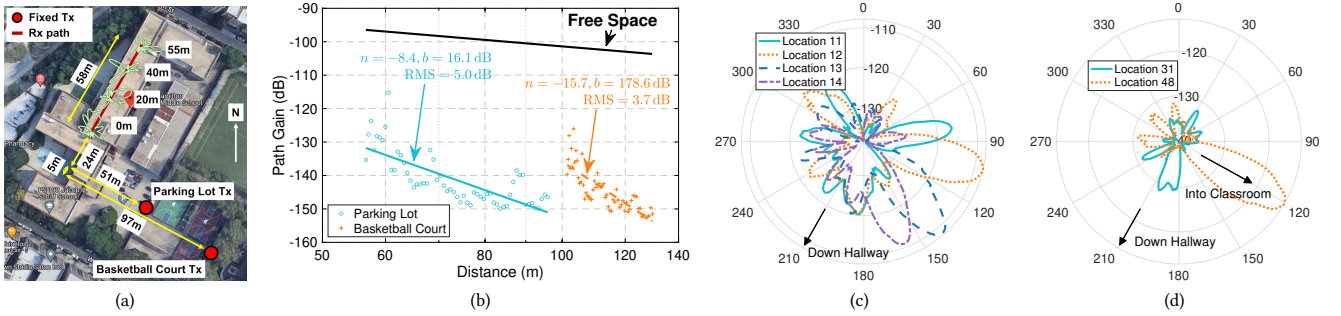 Fixed Tx
Rx path
55m
40m
20m
0m
58m
24m
5m
51m
97m
N
Pharmacy
Parking Lot Tx
Basketball Court Tx
(a)
-90
-100
-110
-120
-130
-140
-150
-160
Path Gain (dB)
Free Space
n = −8.4, b = 16.1 dB
RMS = 5.0 dB
n = −15.7, b = 178.6 dB
RMS = 3.7 dB
Parking Lot
Basketball Court
60
80
100
120
140
Distance (m)
(b)
330
0
30
300
60
270
90
240
120
210
180
-110
-120
-130
Location 11
Location 12
Location 13
Location 14
Down Hallway
(c)
330
0
30
300
60
270
90
240
120
210
180
-120
-130
Location 31
Location 48
Into Classroom
Down Hallway
(d)